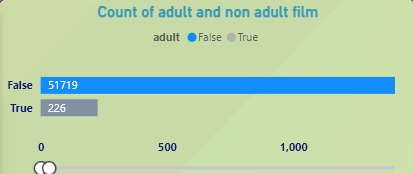 Count of adult and non adult film
adult False True
False 51719
True 226
0 500 1,000